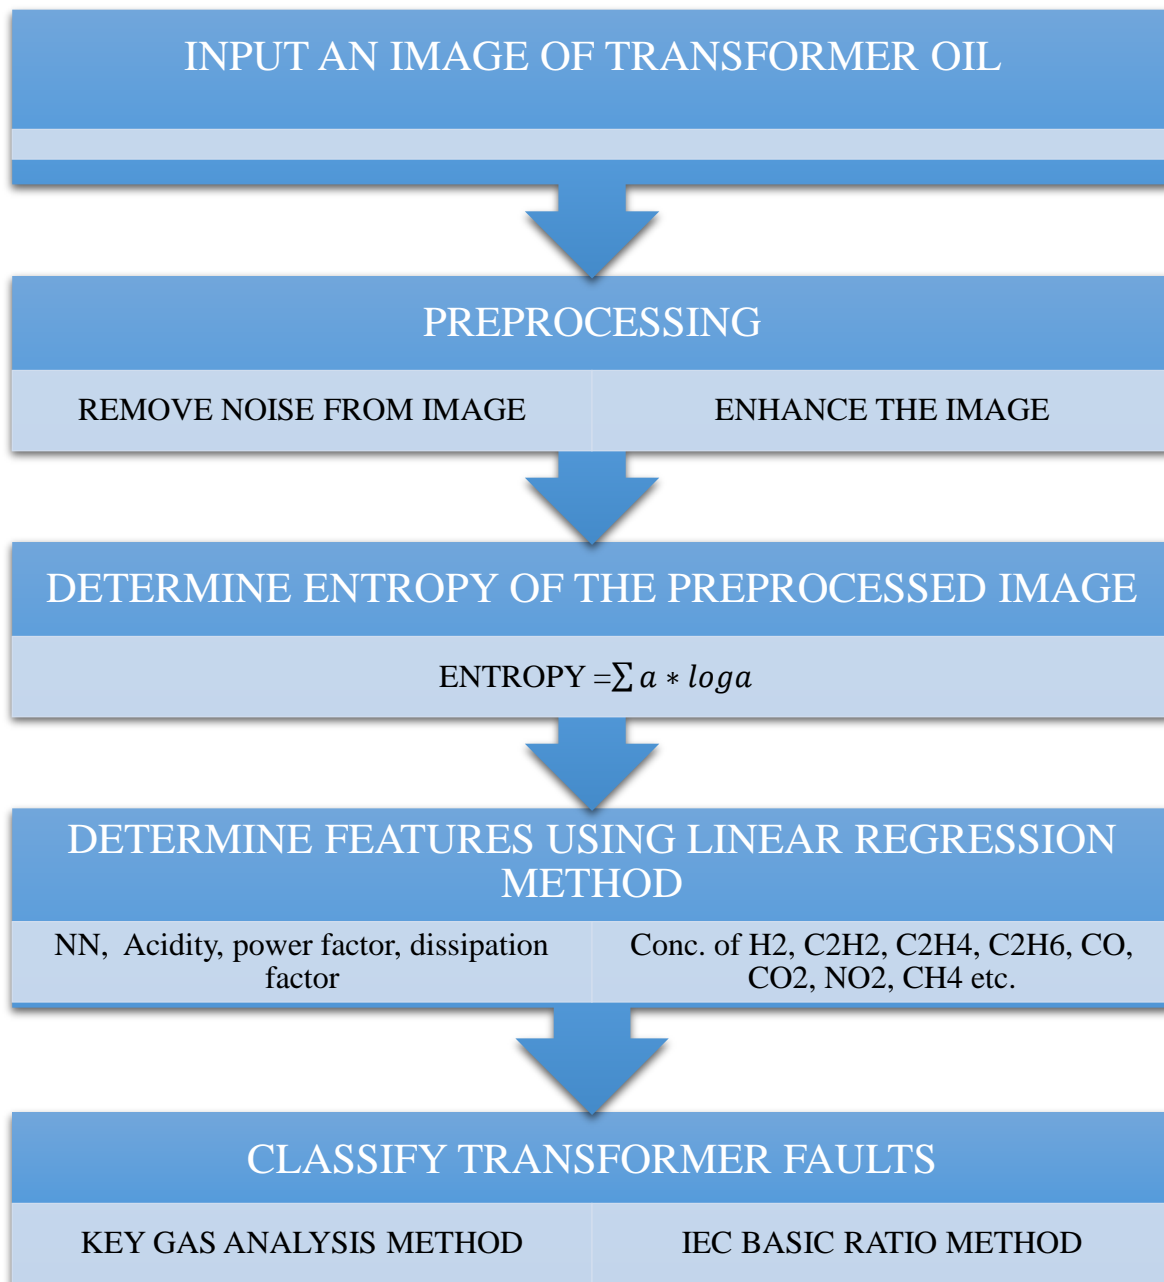 INPUT AN IMAGE OF TRANSFORMER OIL
PREPROCESSING
REMOVE NOISE FROM IMAGE
ENHANCE THE IMAGE
DETERMINE ENTROPY OF THE PREPROCESSED IMAGE
ENTROPY =∑ a * loga
DETERMINE FEATURES USING LINEAR REGRESSION
METHOD
NN, Acidity, power factor, dissipation
factor
Conc. of H2, C2H2, C2H4, C2H6, CO,
CO2, NO2, CH4 etc.
CLASSIFY TRANSFORMER FAULTS
KEY GAS ANALYSIS METHOD
IEC BASIC RATIO METHOD